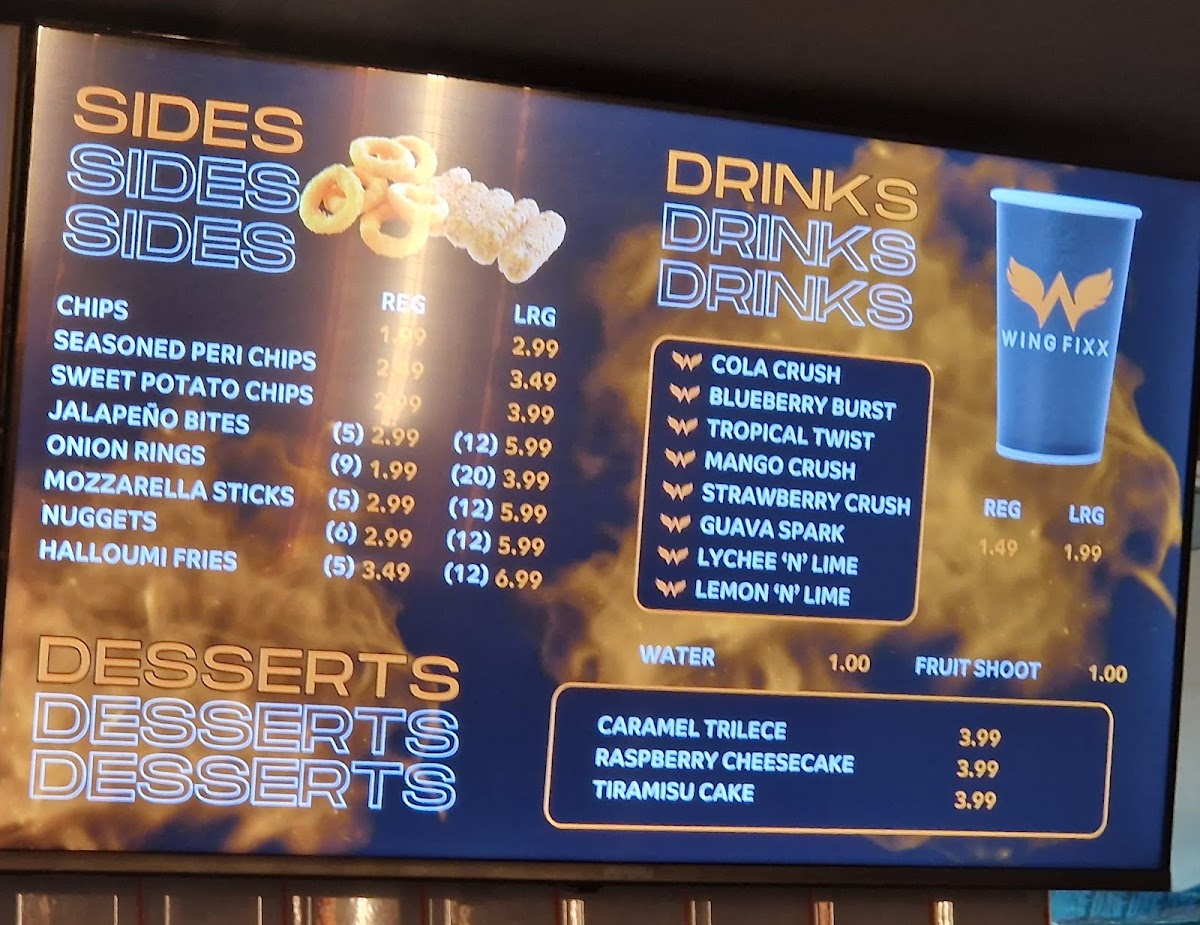 SIDES
SIDES
SIDES
REG LRG
CHIPS 1.99 2.99
SEASONED PERI CHIPS 3.49
SWEET POTATO CHIPS 2.99 3.99
JALAPEÑO BITES (5) 2.99 (12) 5.99
ONION RINGS (9) 1.99 (20) 3.99
MOZZARELLA STICKS (5) 2.99 (12) 5.99
NUGGETS (6) 2.99 (12) 5.99
HALLOUMI FRIES (5) 3.49 (12) 6.99
DRINKS
DRINKS
DRINKS
WING FIXX
COLA CRUSH
BLUEBERRY BURST
TROPICAL TWIST
MANGO CRUSH
STRAWBERRY CRUSH
GUAVA SPARK
LYCHEE ‘N’ LIME
LEMON ‘N’ LIME
REG LRG
1.49 1.99
WATER 1.00 FRUIT SHOOT 1.00
DESSERTS
DESSERTS
DESSERTS
CARAMEL TRILECE 3.99
RASPBERRY CHEESECAKE 3.99
TIRAMISU CAKE 3.99